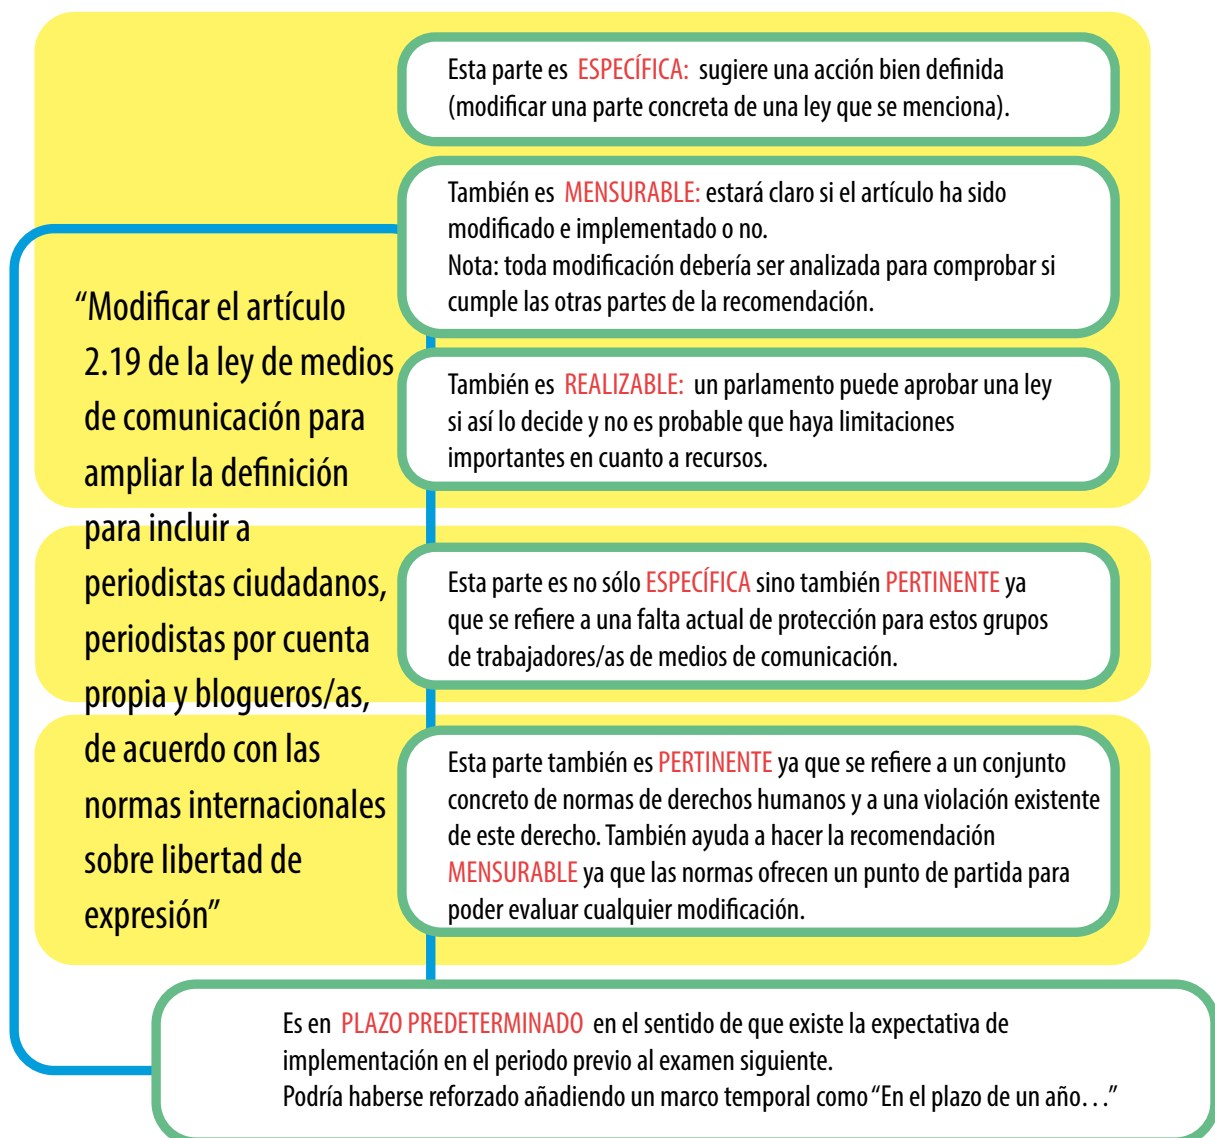 Esta parte es ESPECÍFICA: sugiere una acción bien definida
(modificar una parte concreta de una ley que se menciona).
También es MENSURABLE: estará claro si el artículo ha sido
modificado e implementado o no.
Nota: toda modificación debería ser analizada para comprobar si
cumple las otras partes de la recomendación.
También es REALIZABLE: un parlamento puede aprobar una ley
si así lo decide y no es probable que haya limitaciones
importantes en cuanto a recursos.
“Modificar el artículo
2.19 de la ley de medios
de comunicación para
ampliar la definición
para incluir a
periodistas ciudadanos,
periodistas por cuenta
propia y blogueros/as,
de acuerdo con las
normas internacionales
sobre libertad de
expresión”
Esta parte es no sólo ESPECÍFICA sino también PERTINENTE ya
que se refiere a una falta actual de protección para estos grupos
de trabajadores/as de medios de comunicación.
Esta parte también es PERTINENTE ya que se refiere a un conjunto
concreto de normas de derechos humanos y a una violación existente
de este derecho. También ayuda a hacer la recomendación
MENSURABLE ya que las normas ofrecen un punto de partida para
poder evaluar cualquier modificación.
Es en PLAZO PREDETERMINADO en el sentido de que existe la expectativa de
implementación en el periodo previo al examen siguiente.
Podría haberse reforzado añadiendo un marco temporal como “En el plazo de un año…”